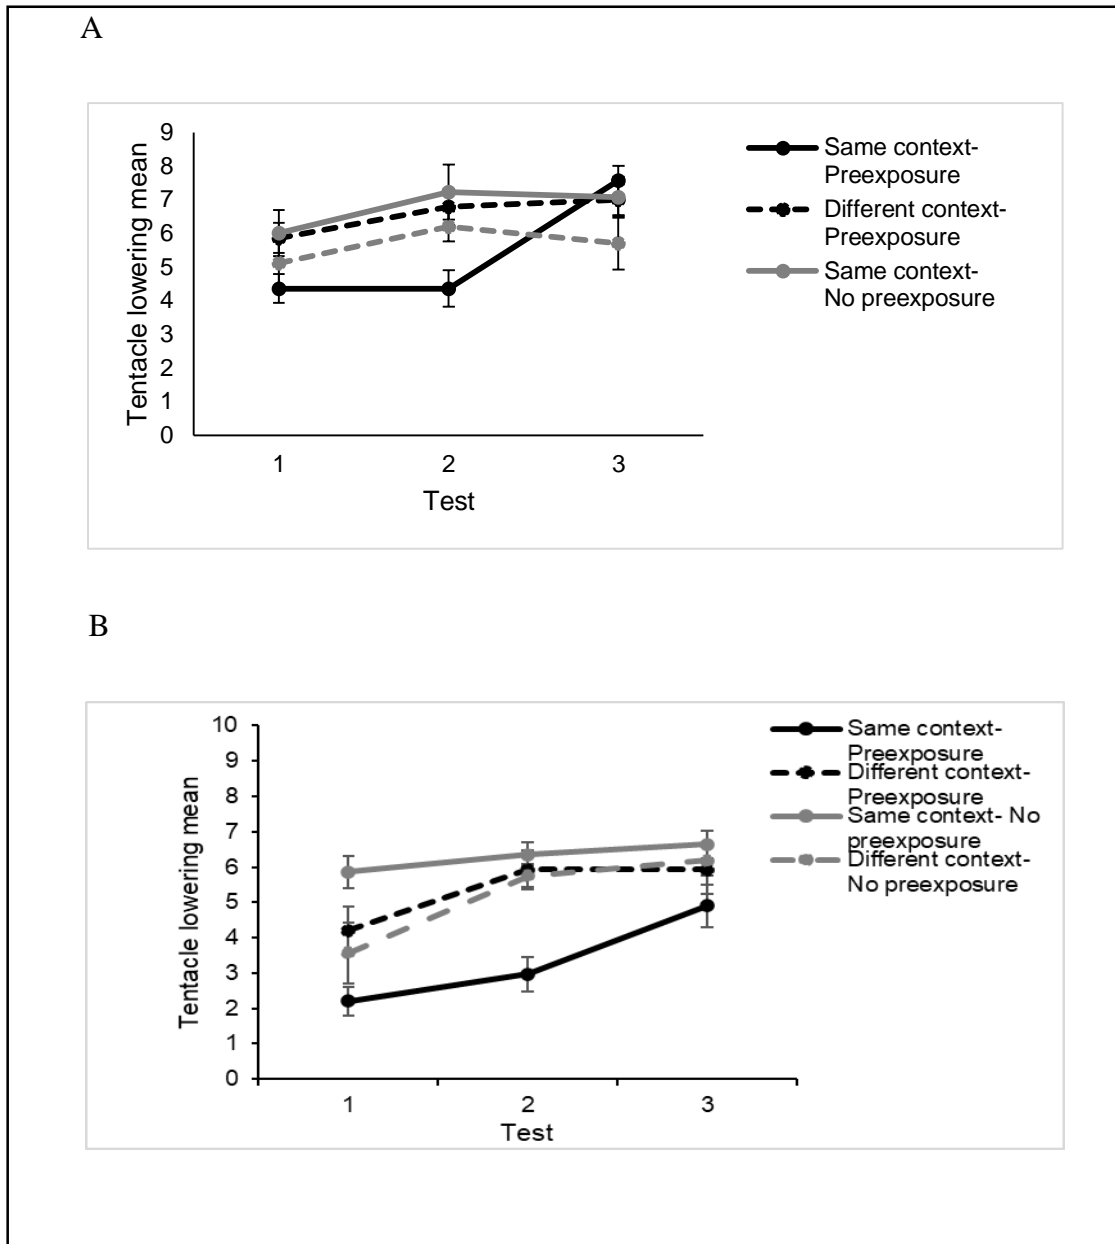 A
9
8
7
6
5
4
3
2
1
0
Tentacle lowering mean
1 2 3
Test
Same context-
Preexposure
Different context-
Preexposure
Same context-
No preexposure
B
10
9
8
7
6
5
4
3
2
1
0
Tentacle lowering mean
1 2 3
Test
Same context-
Preexposure
Different context-
Preexposure
Same context- No
preexposure
Different context-
No preexposure